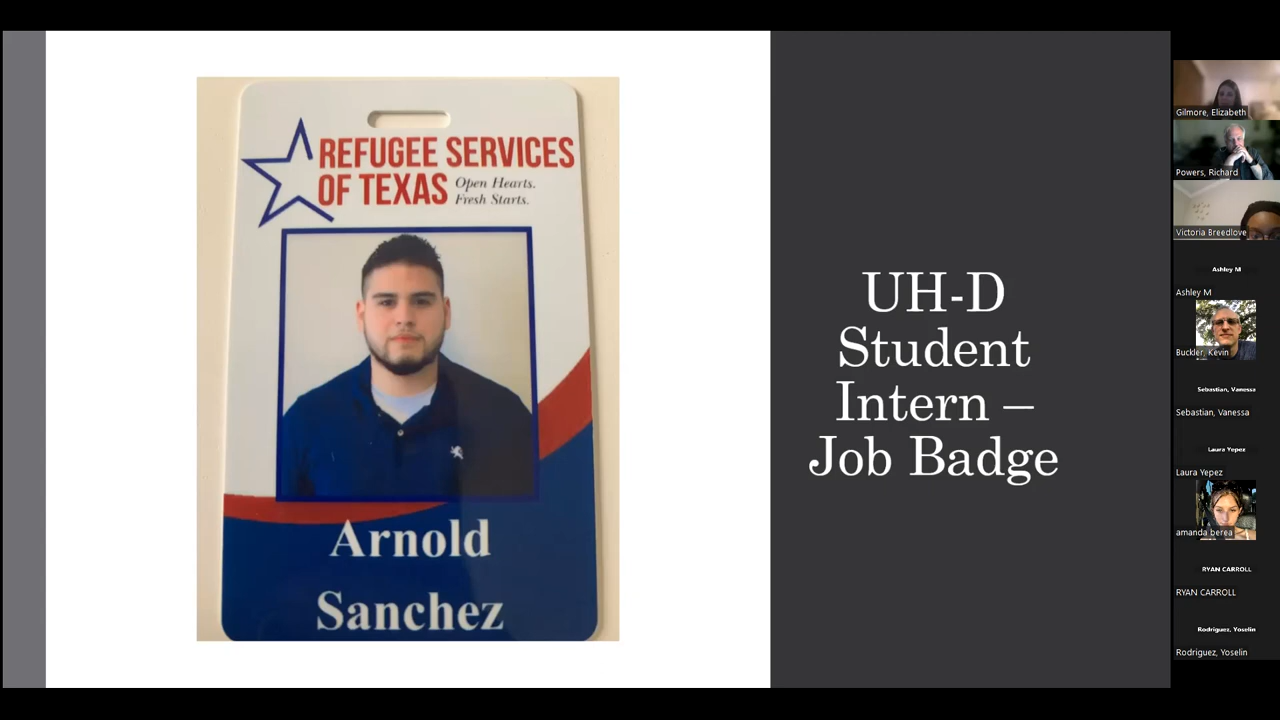 REFUGEE SERVICES
OF TEXAS
Open Hearts.
Fresh Starts.
Arnold
Sanchez
UH-D
Student
Intern –
Job Badge
Gilmore, Elizabeth
Powers, Richard
Victoria Breedlove
Ashley M
Ashley M
Buckler, Kevin
Sebastian, Vanessa
Sebastian, Vanessa
Laura Yepez
Laura Yepez
amanda berea
RYAN CARROLL
RYAN CARROLL
Rodriguez, Yoselin
Rodriguez, Yoselin